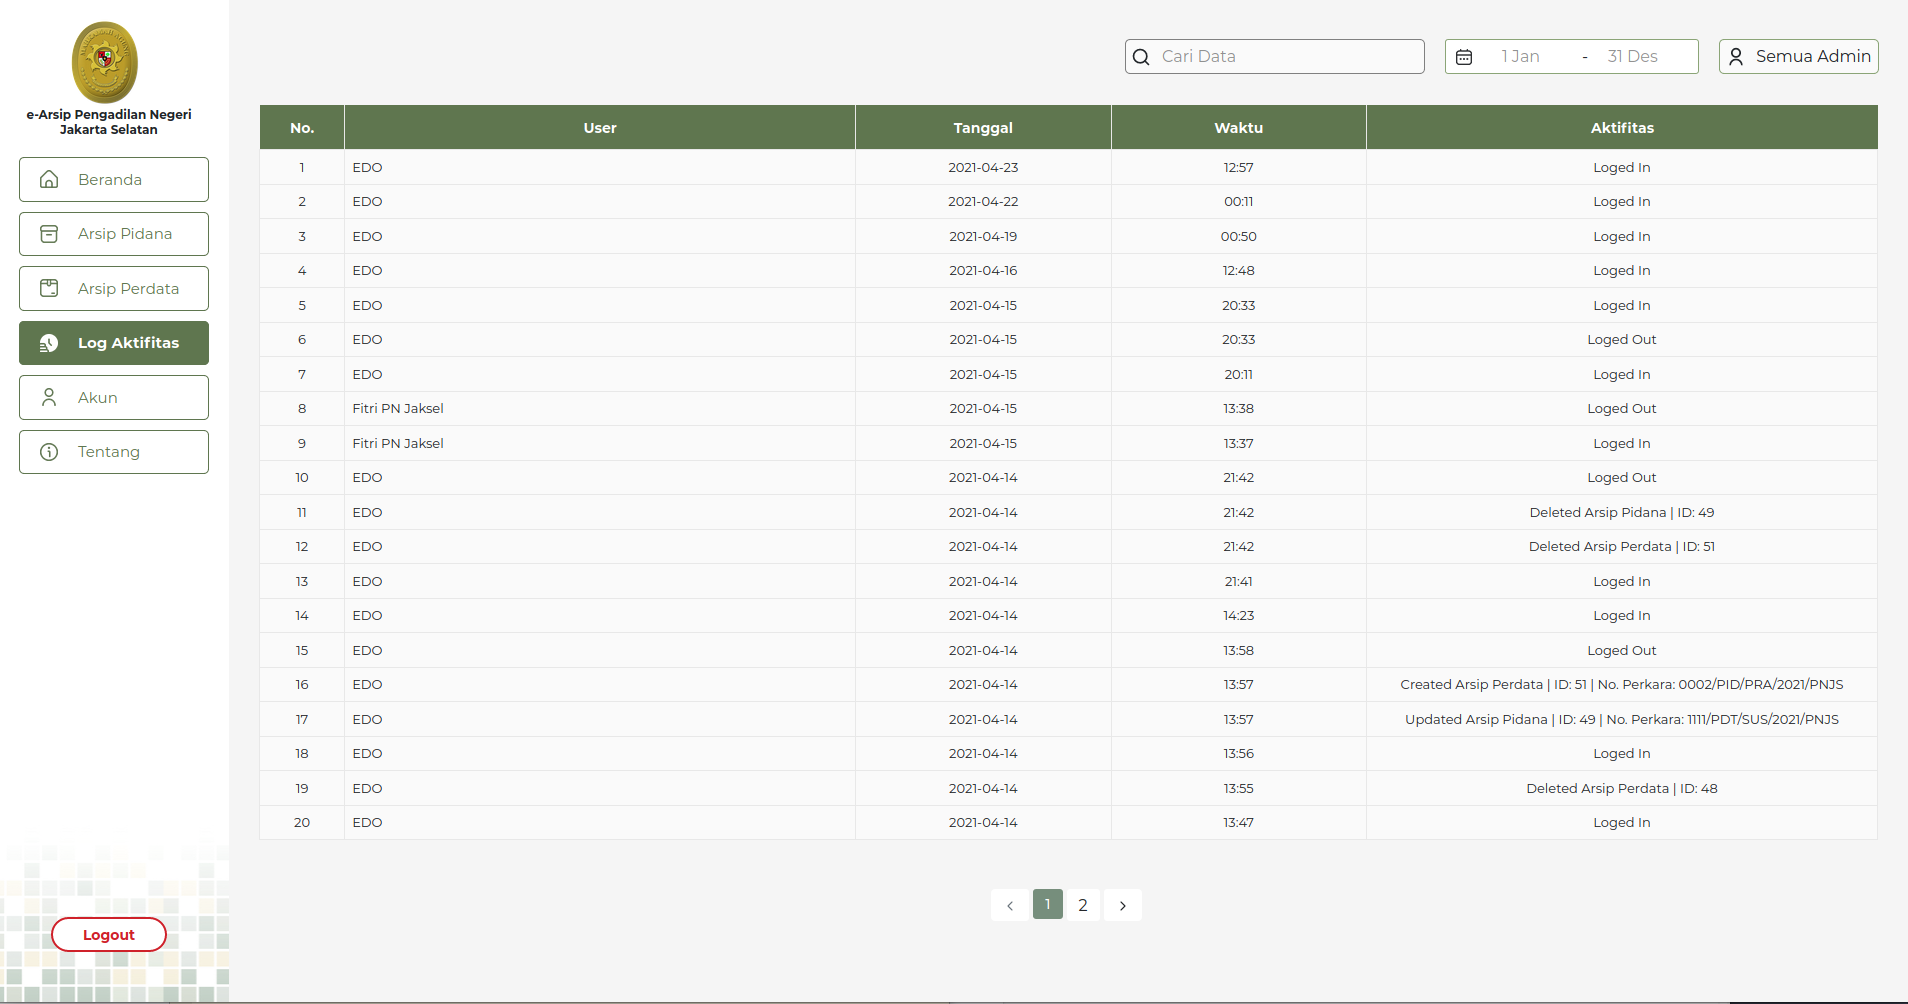 e-Arsip Pengadilan Negeri
Jakarta Selatan
Beranda
Arsip Pidana
Arsip Perdata
Log Aktifitas
Akun
Tentang
Logout
Cari Data
1 Jan - 31 Des
Semua Admin
No. User Tanggal Waktu Aktifitas
1 EDO 2021-04-23 12:57 Loged In
2 EDO 2021-04-22 00:11 Loged In
3 EDO 2021-04-19 00:50 Loged In
4 EDO 2021-04-16 12:48 Loged In
5 EDO 2021-04-15 20:33 Loged In
6 EDO 2021-04-15 20:33 Loged Out
7 EDO 2021-04-15 20:11 Loged In
8 Fitri PN Jaksel 2021-04-15 13:38 Loged Out
9 Fitri PN Jaksel 2021-04-15 13:37 Loged In
10 EDO 2021-04-14 21:42 Loged Out
11 EDO 2021-04-14 21:42 Deleted Arsip Pidana | ID: 49
12 EDO 2021-04-14 21:42 Deleted Arsip Perdata | ID: 51
13 EDO 2021-04-14 21:41 Loged In
14 EDO 2021-04-14 14:23 Loged In
15 EDO 2021-04-14 13:58 Loged Out
16 EDO 2021-04-14 13:57 Created Arsip Perdata | ID: 51 | No. Perkara: 0002/PID/PRA/2021/PNJS
17 EDO 2021-04-14 13:57 Updated Arsip Pidana | ID: 49 | No. Perkara: 1111/PDT/SUS/2021/PNJS
18 EDO 2021-04-14 13:56 Loged In
19 EDO 2021-04-14 13:55 Deleted Arsip Perdata | ID: 48
20 EDO 2021-04-14 13:47 Loged In
< 1 2 >